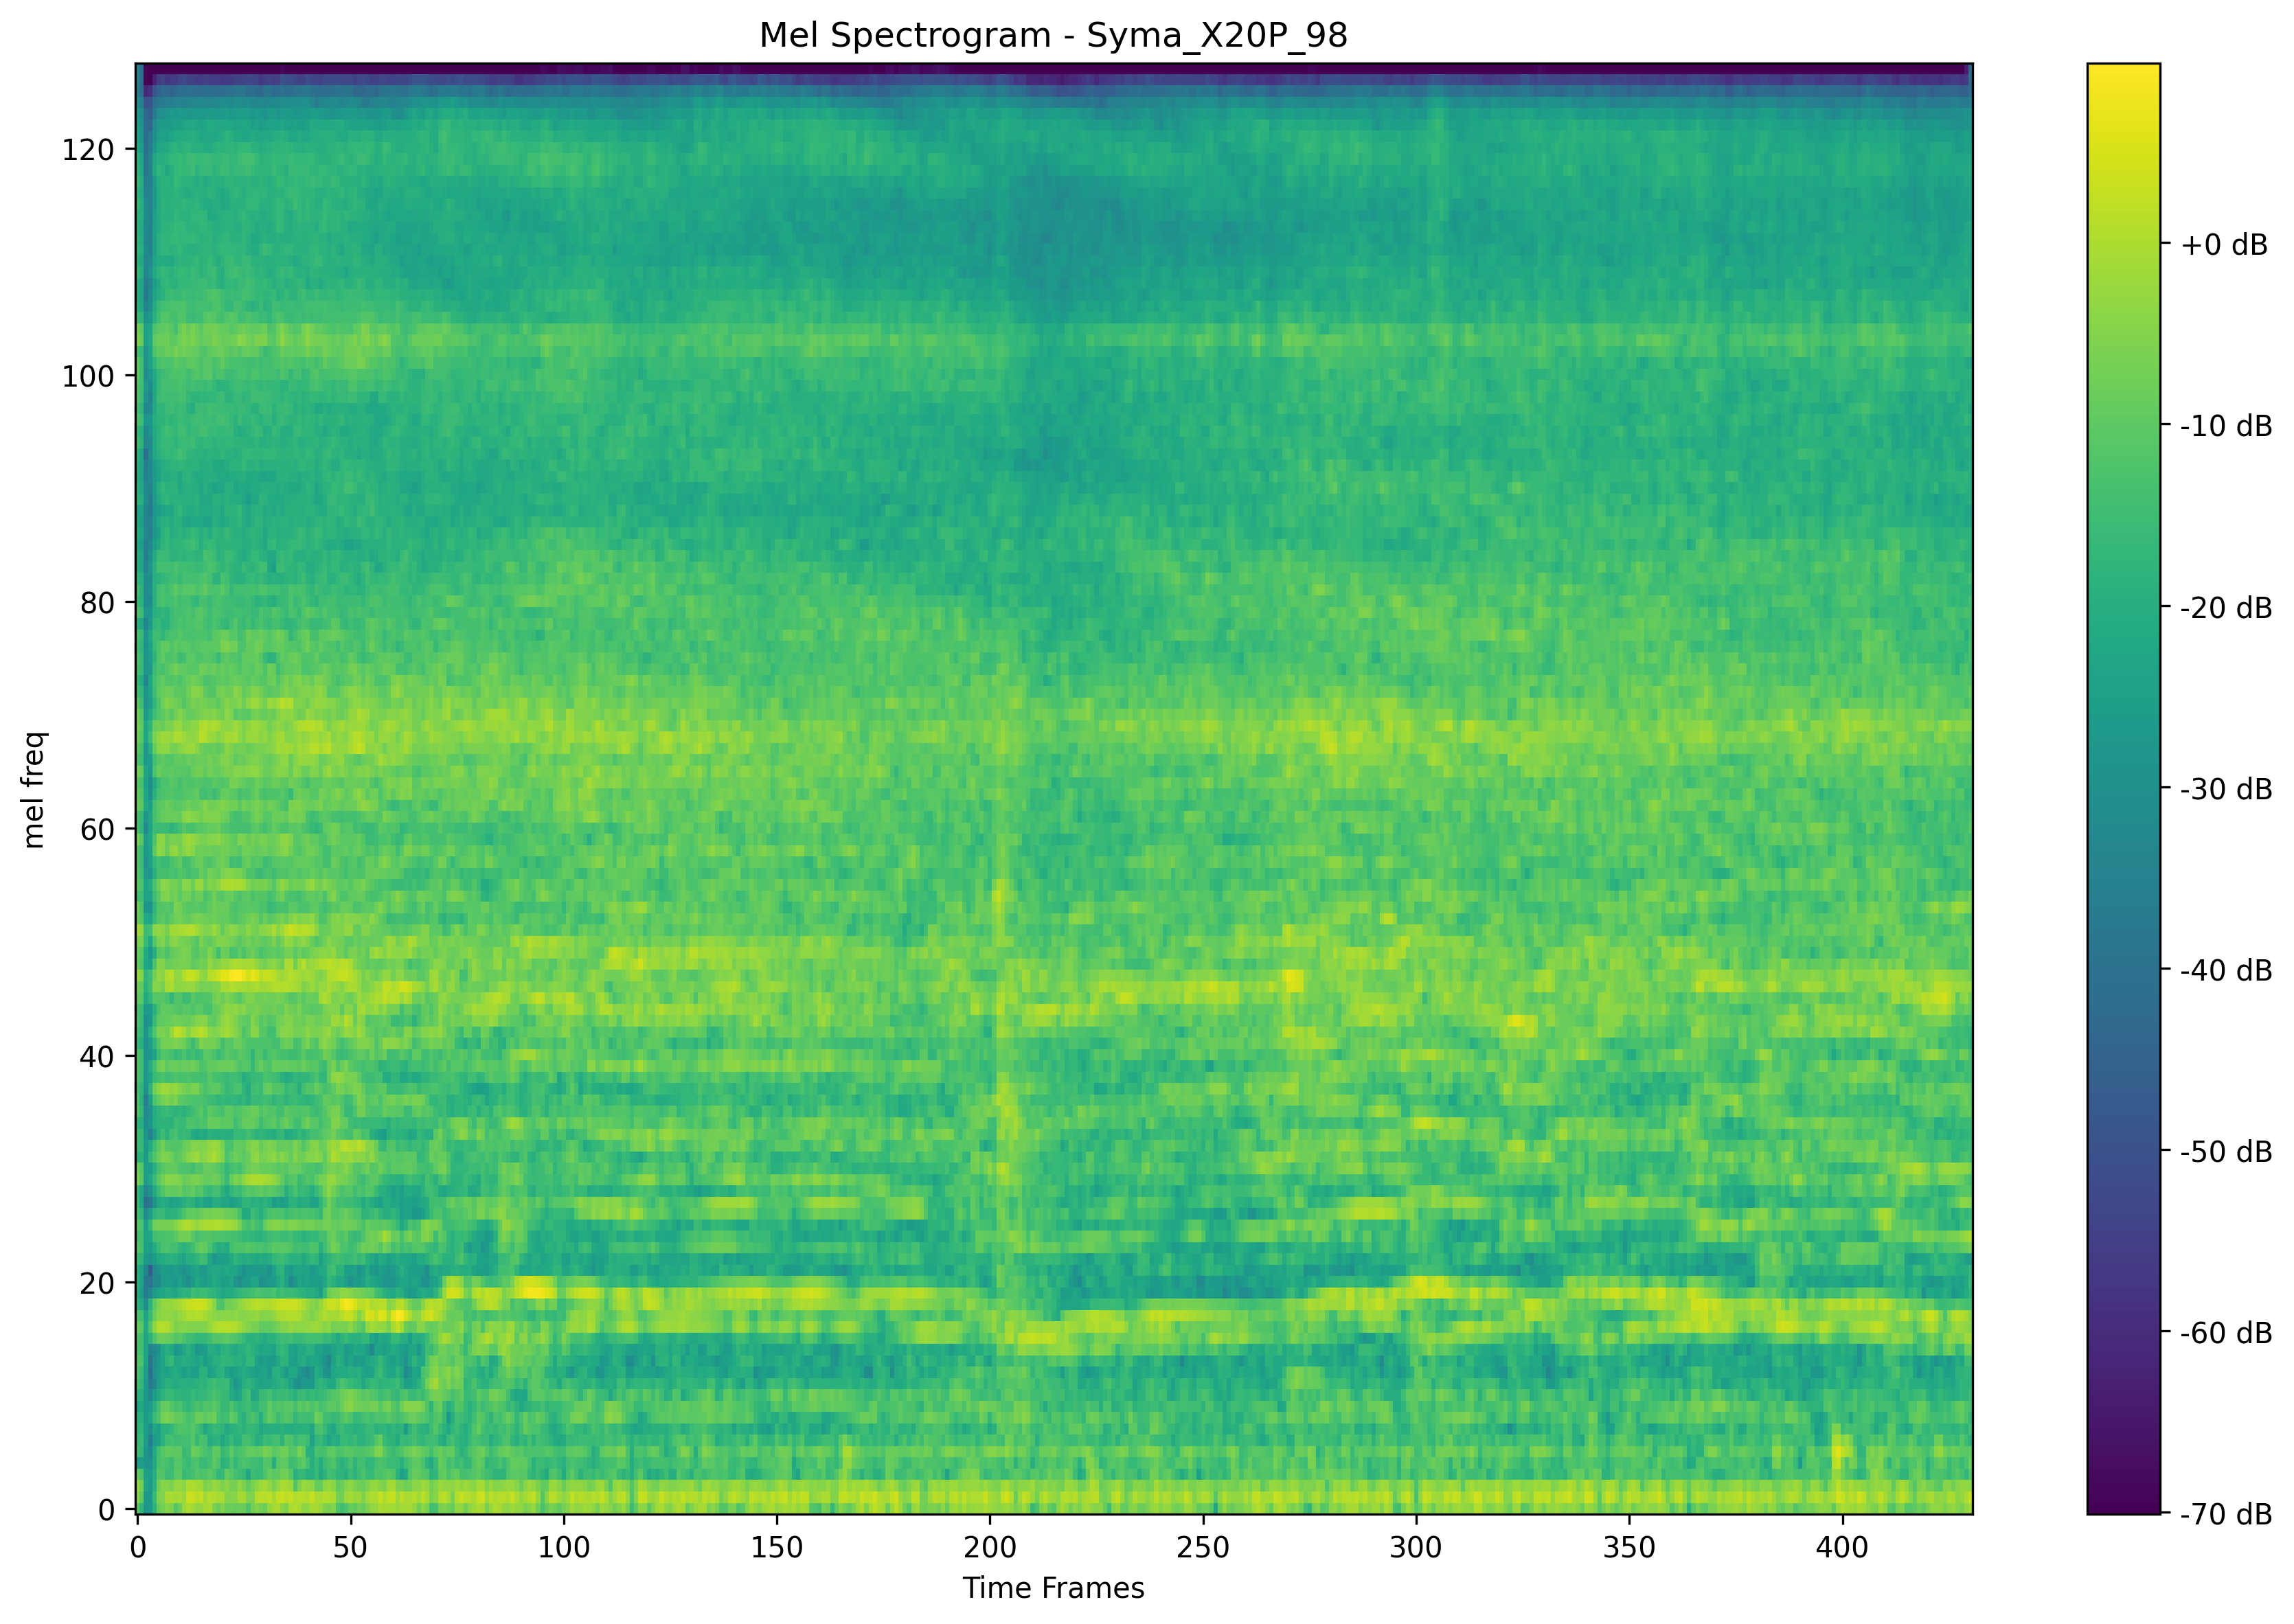 Mel Spectrogram - Syma_X20P_98
mel freq
120
100
80
60
40
20
0
0 50 100 150 200 250 300 350 400
Time Frames
+0 dB
-10 dB
-20 dB
-30 dB
-40 dB
-50 dB
-60 dB
-70 dB